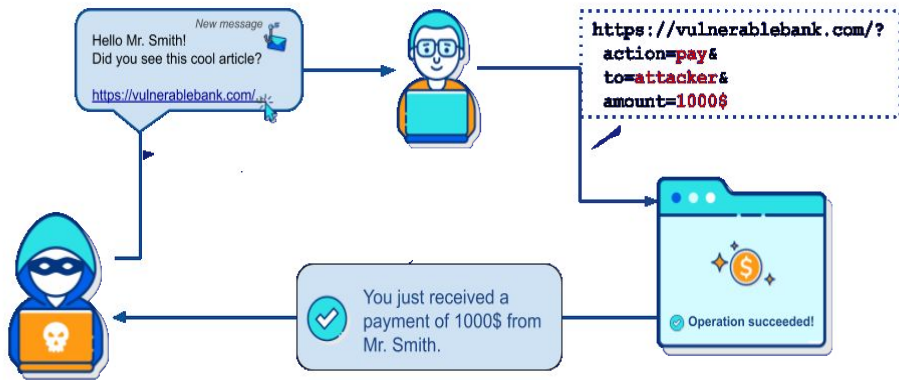 New message
Hello Mr. Smith!
Did you see this cool article?
https://vulnerablebank.com/...
https://vulnerablebank.com/?
action=pay&
to=attacker&
amount=1000$
$
Operation succeeded!
You just received a
payment of 1000$ from
Mr. Smith.